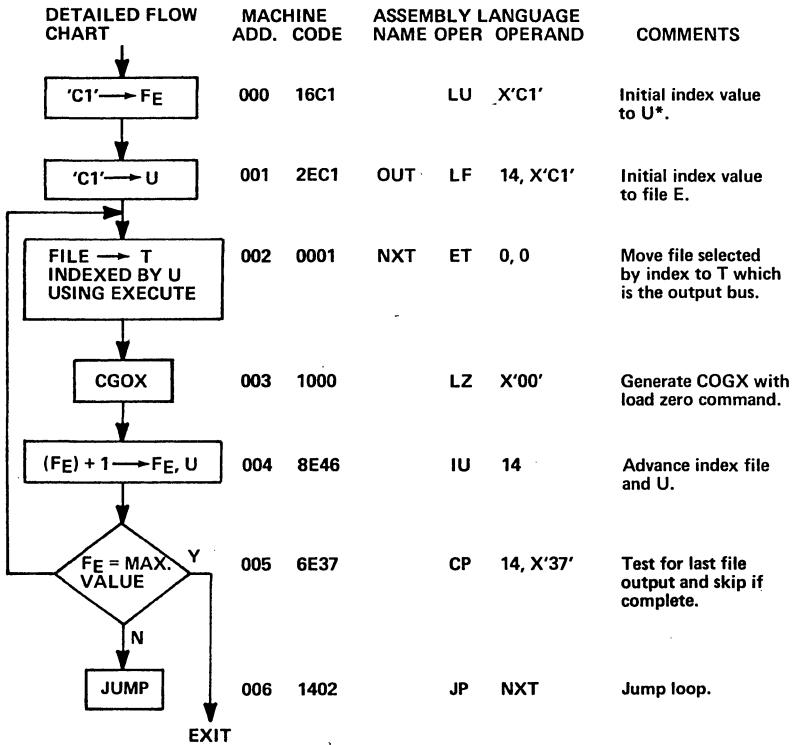 DETAILED FLOW CHART MACHINE ASSEMBLY LANGUAGE
ADD. CODE NAME OPER OPERAND COMMENTS
'C1' → FE 000 16C1 LU X'C1' Initial index value
to U*.
'C1' → U 001 2EC1 OUT LF 14, X'C1' Initial index value
to file E.
FILE → T 002 0001 NXT ET 0, 0 Move file selected
INDEXED BY U by index to T which
USING EXECUTE is the output bus.
CGOX 003 1000 LZ X'00' Generate COGX with
load zero command.
(FE) + 1 → FE, U 004 8E46 IU 14 Advance index file
and U.
FE = MAX. Y 005 6E37 CP 14, X'37' Test for last file
VALUE output and skip if
complete.
N
JUMP 006 1402 JP NXT Jump loop.
EXIT